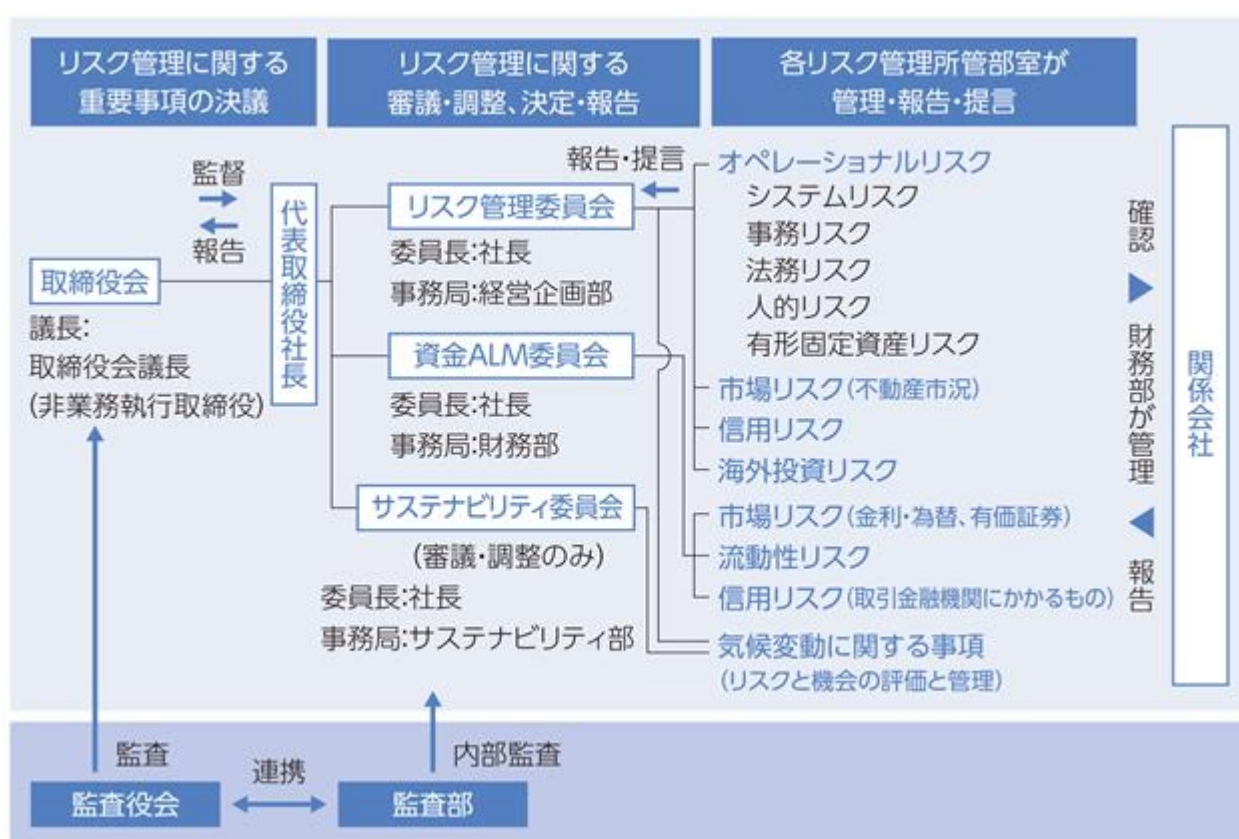 リスク管理に関する
重要事項の決議
リスク管理に関する
審議・調整、決定・報告
各リスク管理所管部室が
管理・報告・提言
監督
報告
取締役会
議長:
取締役会議長
(非業務執行取締役)
代表取締役社長
報告・提言
リスク管理委員会
委員長:社長
事務局:経営企画部
資金ALM委員会
委員長:社長
事務局:財務部
サステナビリティ委員会
(審議・調整のみ)
委員長:社長
事務局:サステナビリティ部
オペレーショナルリスク
システムリスク
事務リスク
法務リスク
人的リスク
有形固定資産リスク
市場リスク(不動産市況)
信用リスク
海外投資リスク
市場リスク(金利・為替、有価証券)
流動性リスク
信用リスク(取引金融機関にかかるもの)
気候変動に関する事項
(リスクと機会の評価と管理)
確認
財務部が管理
報告
関係会社
監査
連携
内部監査
監査役会
監査部